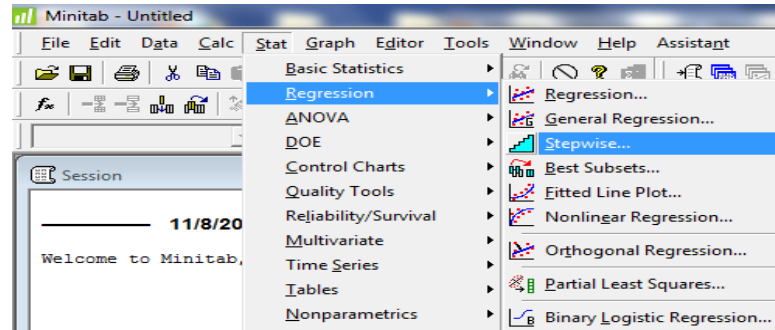 Minitab - Untitled
File Edit Data Calc Stat Graph Editor Tools Window Help Assistant
Basic Statistics
Regression
ANOVA
DOE
Control Charts
Quality Tools
Reliability/Survival
Multivariate
Time Series
Tables
Nonparametrics
Regression...
General Regression...
Stepwise...
Best Subsets...
Fitted Line Plot...
Nonlinear Regression...
Orthogonal Regression...
Partial Least Squares...
Binary Logistic Regression...
Session
11/8/20
Welcome to Minitab,